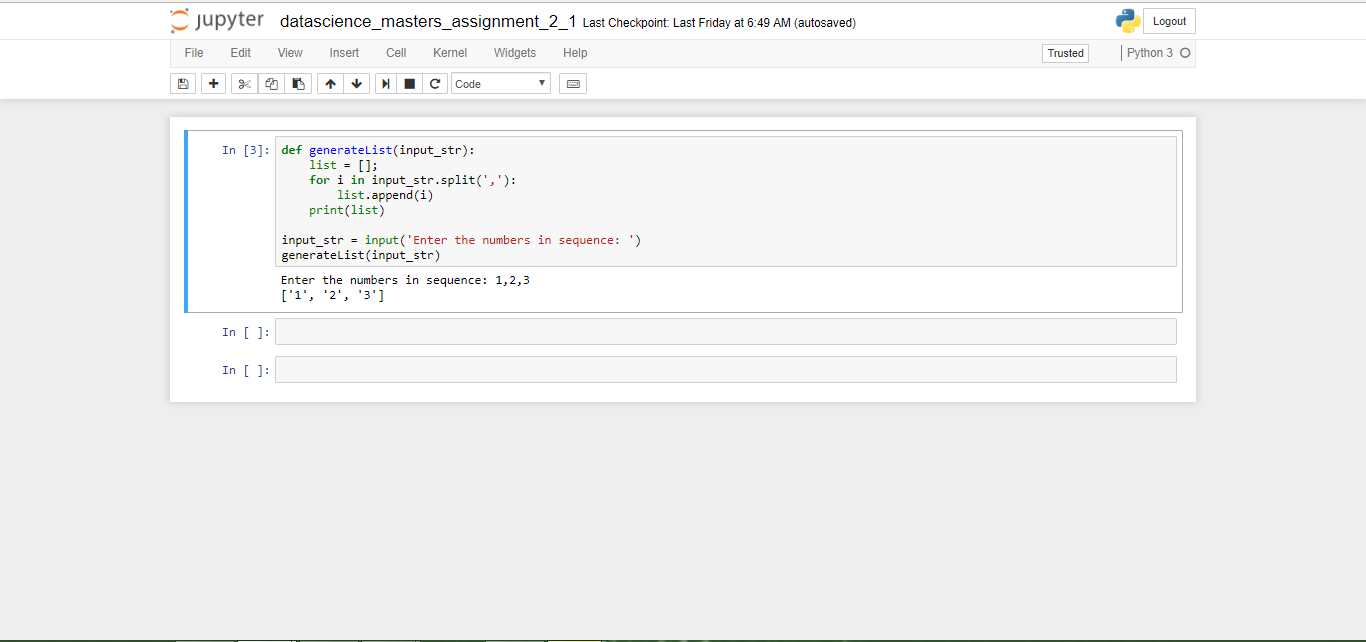 jupyter datascience_masters_assignment_2_1 Last Checkpoint: Last Friday at 6:49 AM (autosaved) Logout
File Edit View Insert Cell Kernel Widgets Help Trusted Python 3
Code
In [3]: def generateList(input_str):
    list = [];
    for i in input_str.split(','):
        list.append(i)
    print(list)
input_str = input('Enter the numbers in sequence: ')
generateList(input_str)
Enter the numbers in sequence: 1,2,3
['1', '2', '3']
In [ ]:
In [ ]: